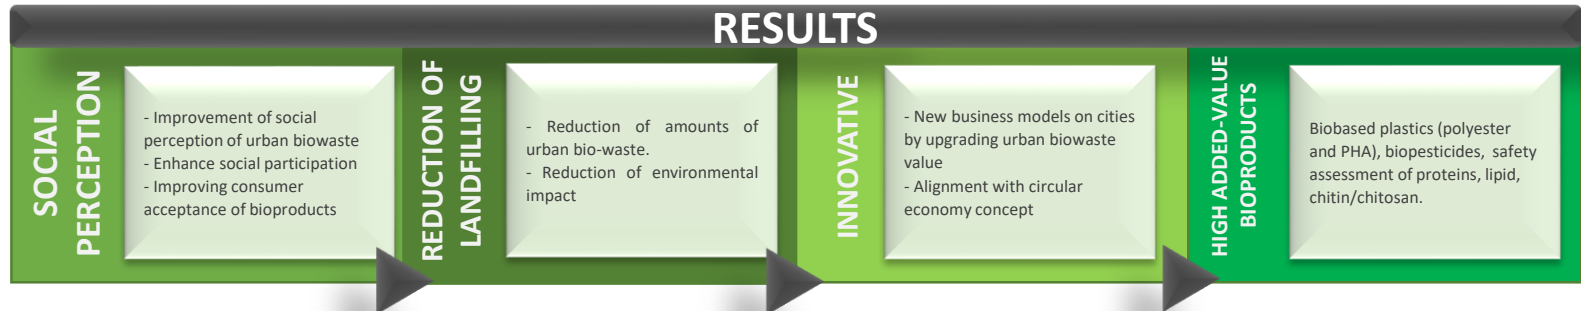 RESULTS
SOCIAL
PERCEPTION
- Improvement of social
perception of urban biowaste
- Enhance social participation
- Improving consumer
acceptance of bioproducts
REDUCTION OF
LANDFILLING
- Reduction of amounts of
urban bio-waste.
- Reduction of environmental
impact
INNOVATIVE
- New business models on cities
by upgrading urban biowaste
value
- Alignment with circular
economy concept
HIGH ADDED-VALUE
BIOPRODUCTS
Biobased plastics (polyester
and PHA), biopesticides, safety
assessment of proteins, lipid,
chitin/chitosan.